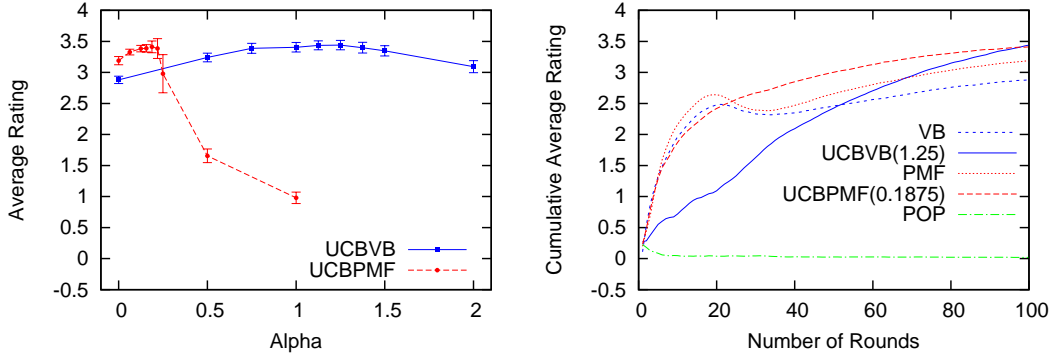 4
3.5
3
2.5
2
1.5
1
0.5
0
-0.5
0
0.5
1
1.5
2
Average Rating
Alpha
UCBVB
UCBPMF
4
3.5
3
2.5
2
1.5
1
0.5
0
-0.5
0
20
40
60
80
100
Cumulative Average Rating
Number of Rounds
VB
UCBVB(1.25)
PMF
UCBPMF(0.1875)
POP